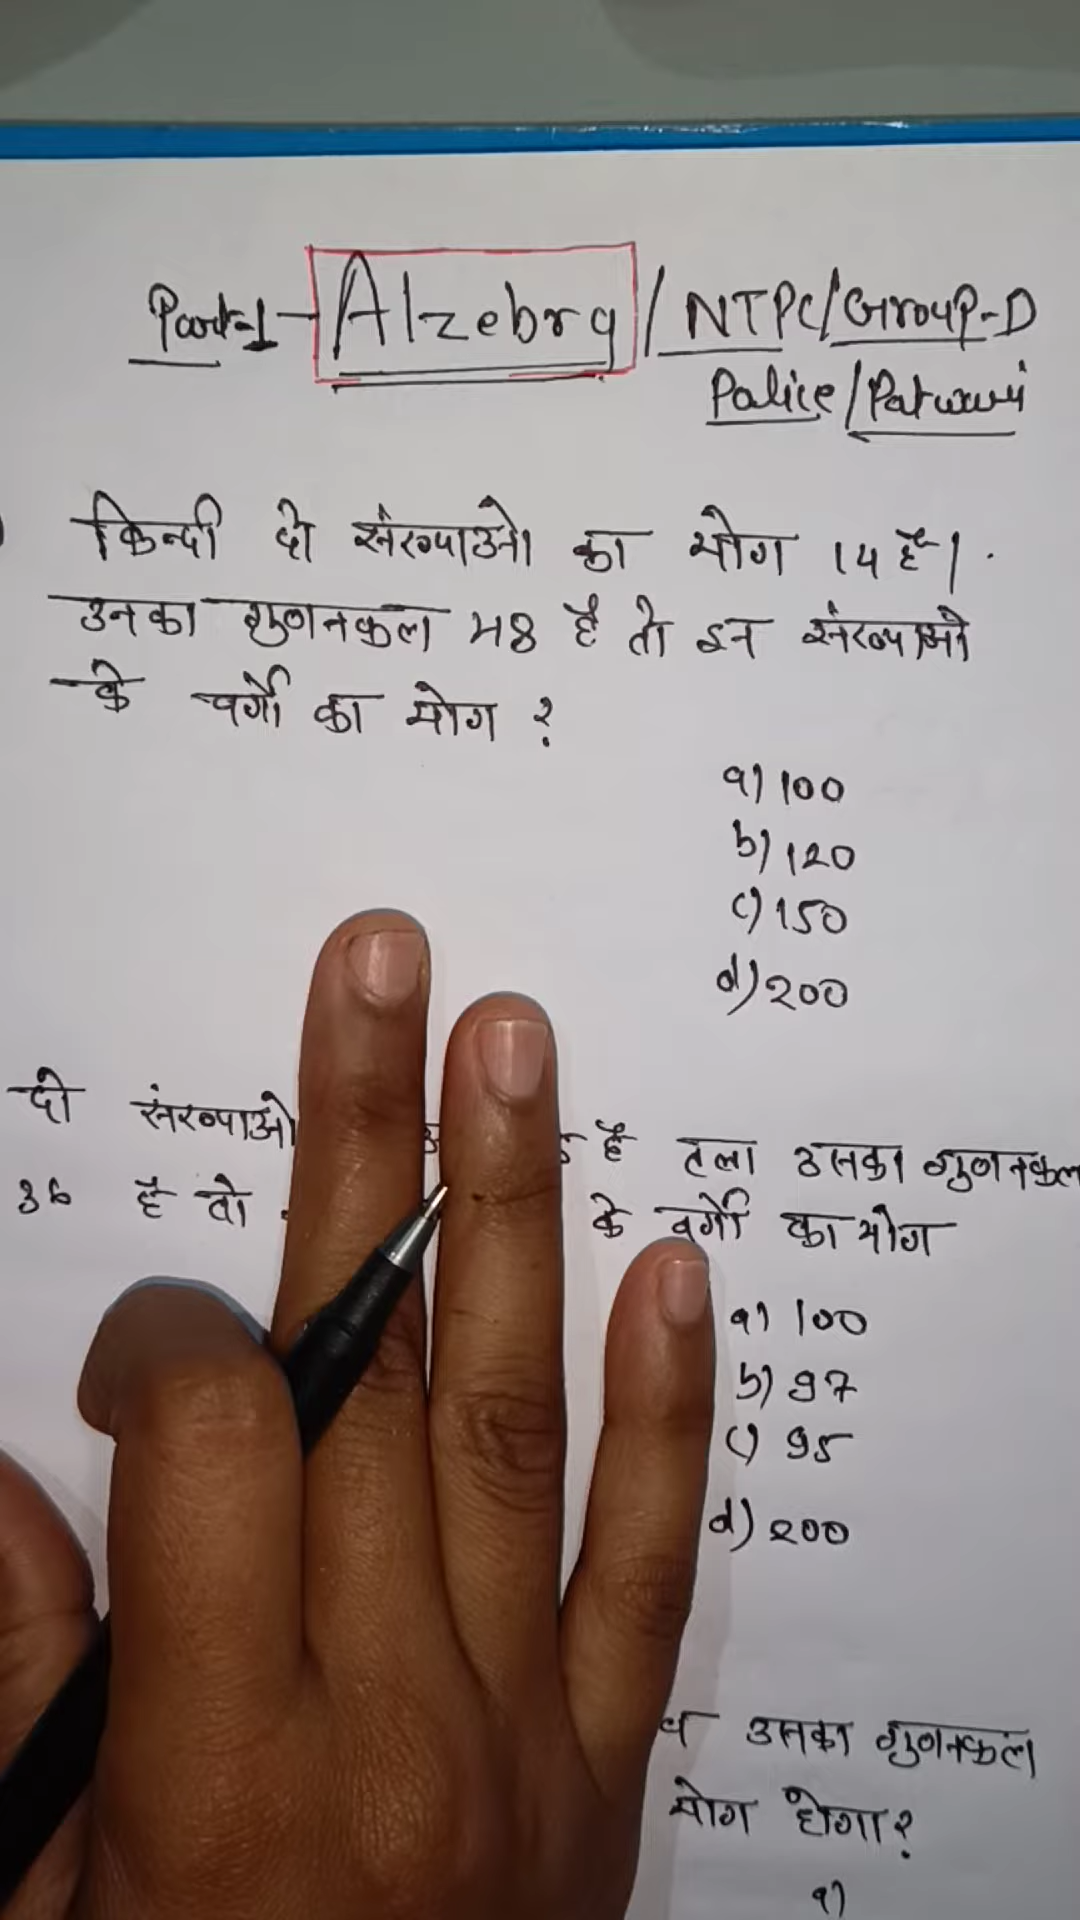 Part-1 - Alzebra / NTPC/Group-D
Police/Patwari
किन्दी दो संख्याओ का योग 14 है।
उनका गुणनफल 48 है तो इन संख्याओ
के वर्गो का योग ?
a) 100
b) 120
c) 150
d) 200
दो संख्याओ है तथा उसका गुणनफल
36 है तो के वर्गो का योग
a) 100
b) 97
c) 95
d) 200
व उसका गुणनफल
योग होगा?
a)